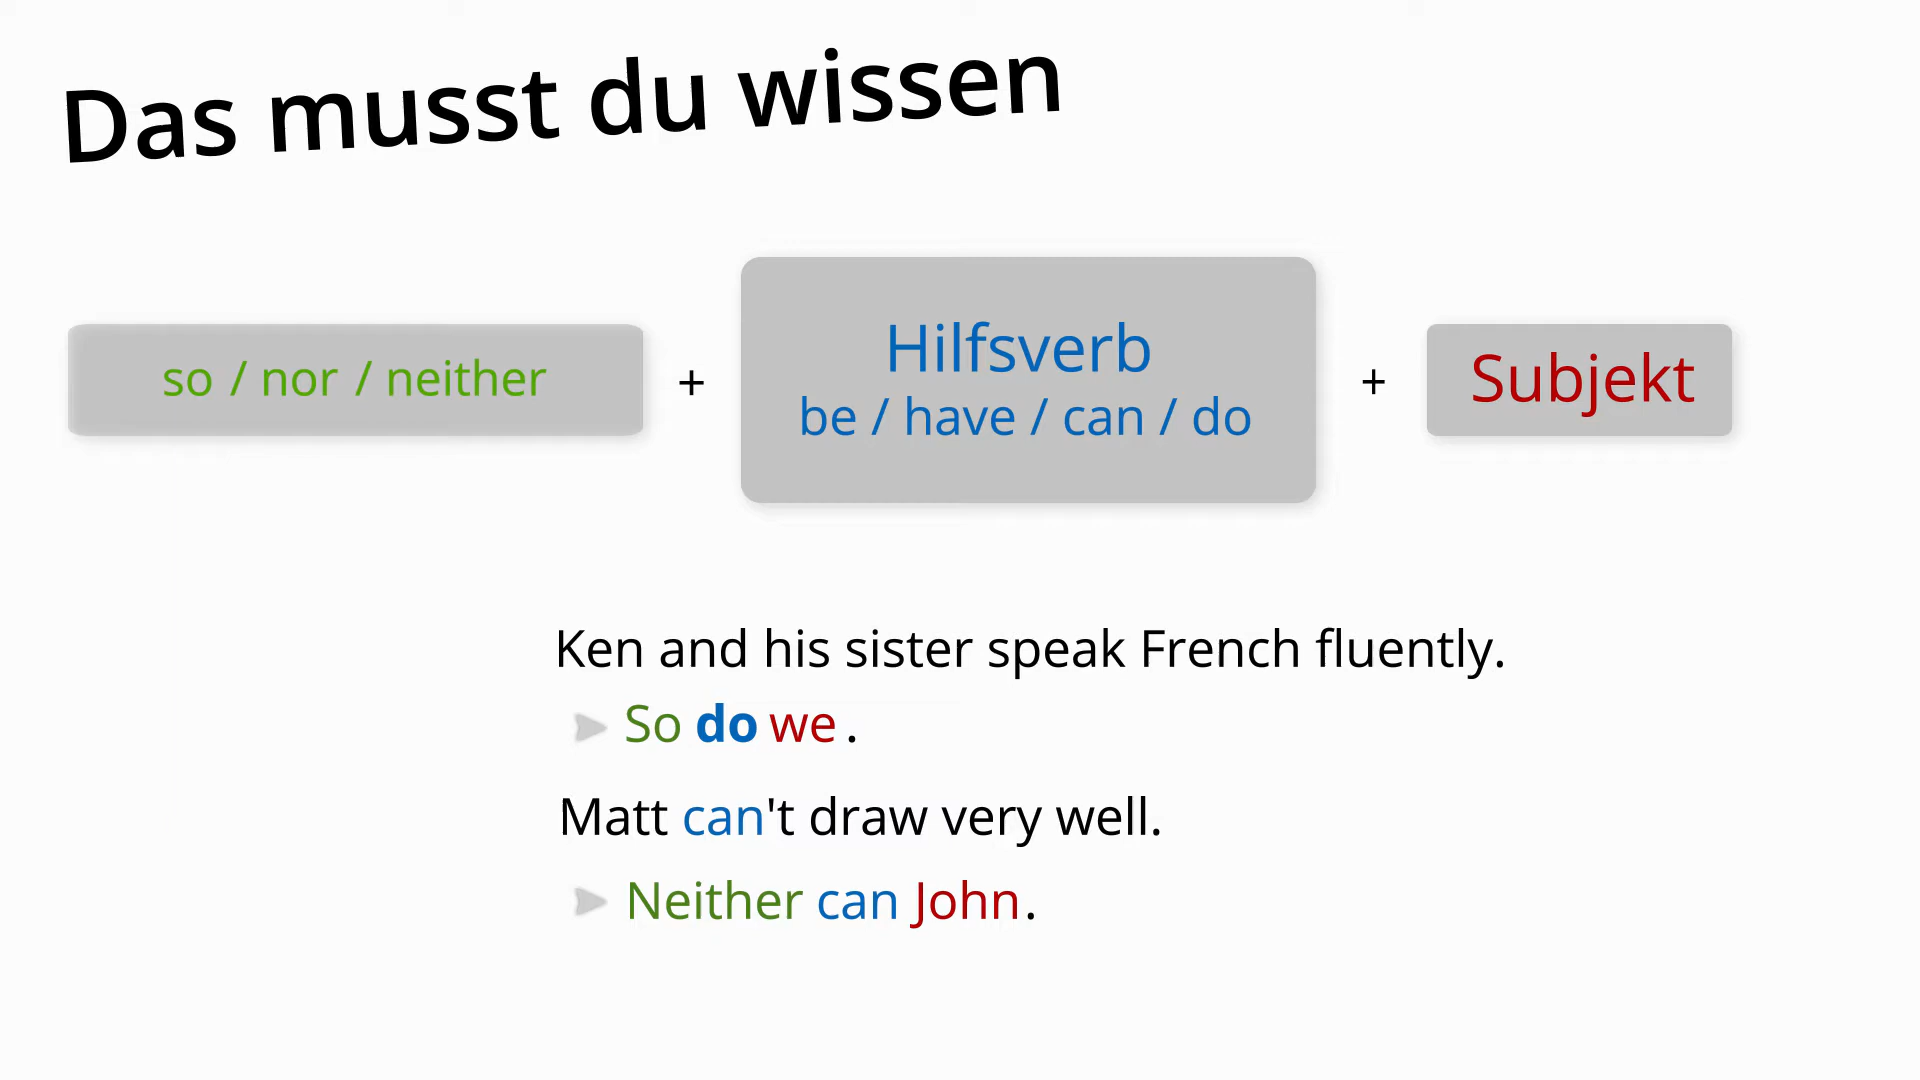 Das musst du wissen
so / nor / neither + Hilfsverb + Subjekt
be / have / can / do
Ken and his sister speak French fluently.
➤ So do we .
Matt can't draw very well.
➤ Neither can John.